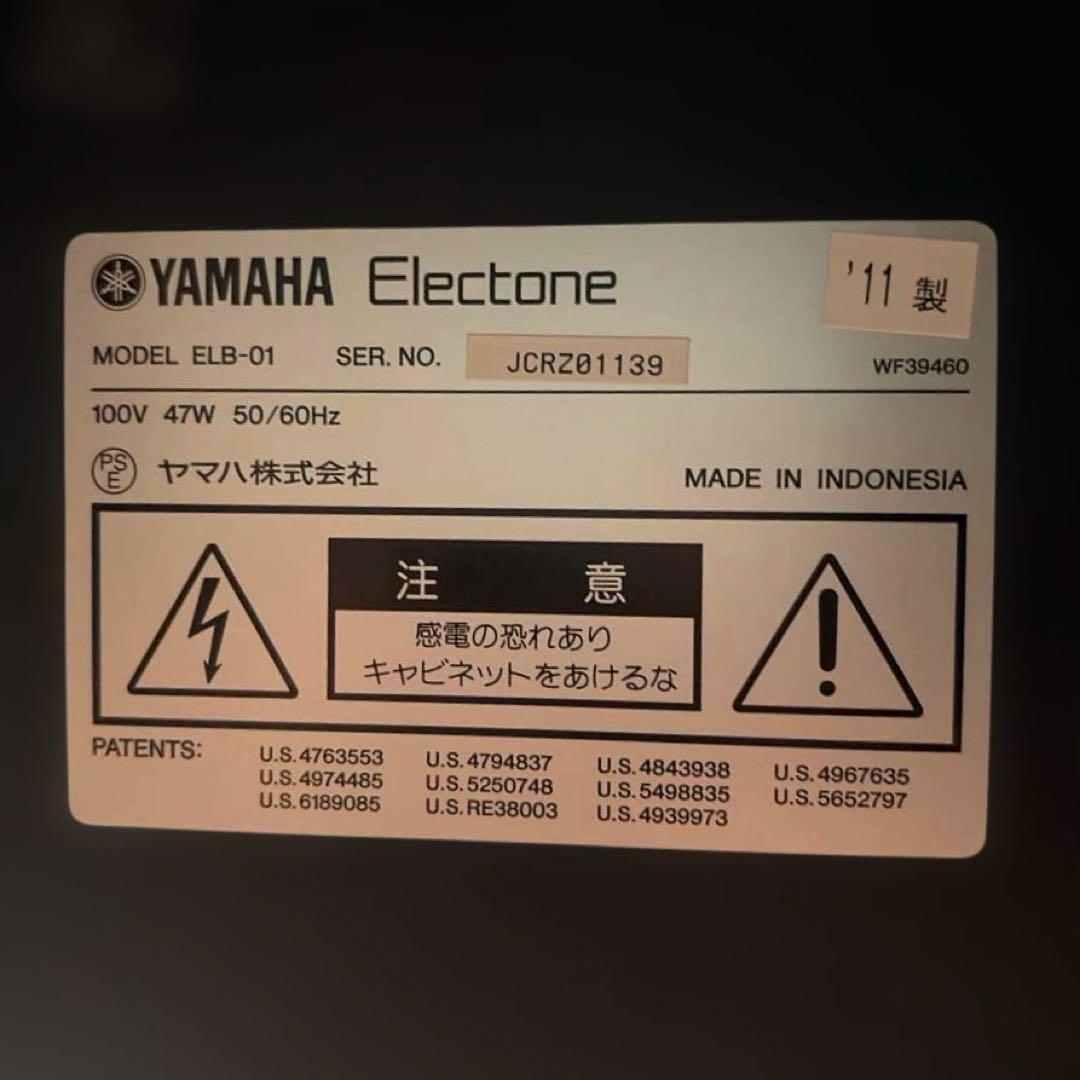 YAMAHA Electone
'11 製
MODEL ELB-01 SER. NO. JCRZ01139 WF39460
100V 47W 50/60Hz
PSE ヤマハ株式会社 MADE IN INDONESIA
注 意
感電の恐れあり
キャビネットをあけるな
PATENTS: U.S.4763553 U.S.4794837 U.S.4843938 U.S.4967635
U.S.4974485 U.S.5250748 U.S.5498835 U.S.5652797
U.S.6189085 U.S.RE38003 U.S.4939973